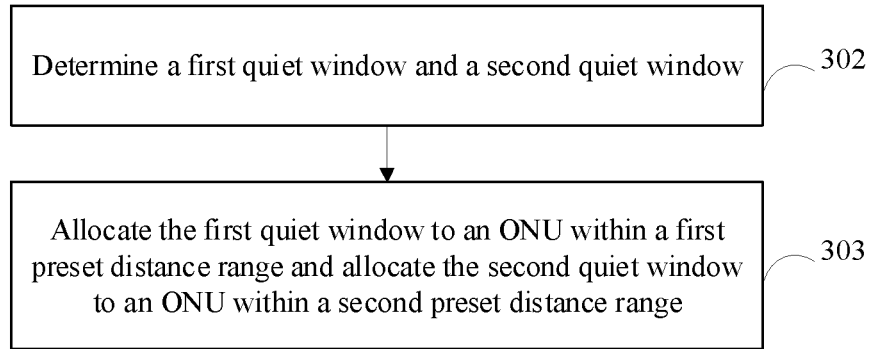 Determine a first quiet window and a second quiet window
302
Allocate the first quiet window to an ONU within a first
preset distance range and allocate the second quiet window
to an ONU within a second preset distance range
303